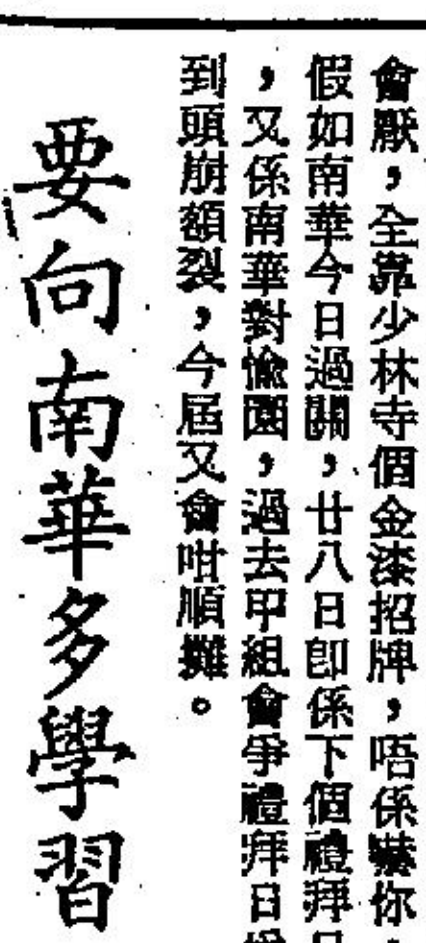 會厭，全靠少林寺個金漆招牌，唔係嚇你，
假如南華今日過關，廿八日即係下個禮拜日
，又係南華對愉園，過去甲組會爭禮拜日
到頭崩額裂，今屆又會咁順攤。
要向南華多學習